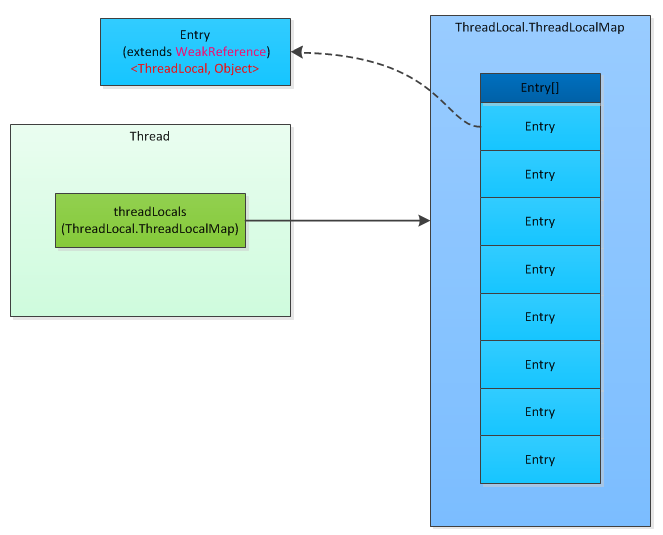 Entry
(extends WeakReference)
<ThreadLocal, Object>
Thread
threadLocals
(ThreadLocal.ThreadLocalMap)
ThreadLocal.ThreadLocalMap
Entry[]
Entry
Entry
Entry
Entry
Entry
Entry
Entry
Entry